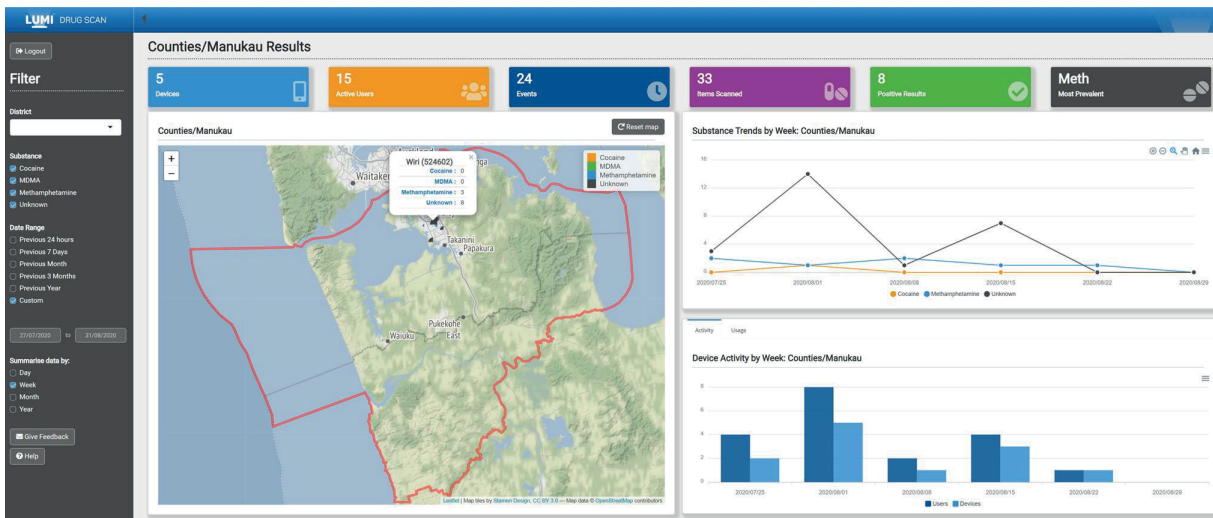 LUMI DRUG SCAN
Logout
Filter
District
Substance
Cocaine
MDMA
Methamphetamine
Unknown
Date Range
Previous 24 hours
Previous 7 Days
Previous Month
Previous 3 Months
Previous Year
Custom
27/07/2020 to 31/08/2020
Summarise data by:
Day
Week
Month
Year
Give Feedback
Help
Counties/Manukau Results
5
Devices
15
Active Users
24
Events
33
Items Scanned
8
Positive Results
Meth
Most Prevalent
Counties/Manukau
Reset map
+
−
Wiri (524602)
×
Cocaine : 0
MDMA : 0
Methamphetamine : 3
Unknown : 8
Cocaine
MDMA
Methamphetamine
Unknown
Takanini
Papakura
Pukekohe
East
Waiuku
Leaflet | Map tiles by Stamen Design, CC BY 3.0 — Map data © OpenStreetMap contributors
Substance Trends by Week: Counties/Manukau
16
12
8
4
0
2020/07/25 2020/08/01 2020/08/08 2020/08/15 2020/08/22 2020/08/29
Cocaine Methamphetamine Unknown
Activity Usage
Device Activity by Week: Counties/Manukau
8
6
4
2
0
2020/07/25 2020/08/01 2020/08/08 2020/08/15 2020/08/22 2020/08/29
Users Devices